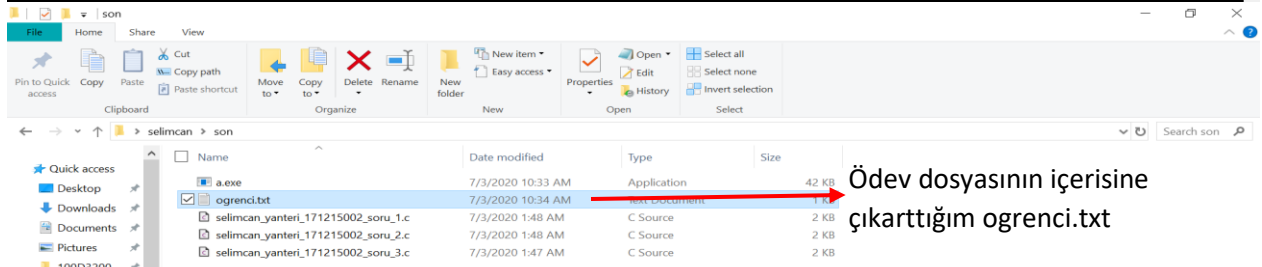 son
File Home Share View
Pin to Quick access
Copy
Paste
Cut
Copy path
Paste shortcut
Clipboard
Move to
Copy to
Delete
Rename
Organize
New folder
New item
Easy access
New
Properties
Open
Edit
History
Open
Select all
Select none
Invert selection
Select
selimcan > son
Search son
Name Date modified Type Size
Quick access
Desktop
Downloads
Documents
Pictures
100D3200
a.exe 7/3/2020 10:33 AM Application 42 KB
ogrenci.txt 7/3/2020 10:34 AM Text Document 1 KB
selimcan_yanteri_171215002_soru_1.c 7/3/2020 1:48 AM C Source 2 KB
selimcan_yanteri_171215002_soru_2.c 7/3/2020 1:48 AM C Source 2 KB
selimcan_yanteri_171215002_soru_3.c 7/3/2020 1:47 AM C Source 2 KB
Ödev dosyasının içerisine
çıkarttığım ogrenci.txt